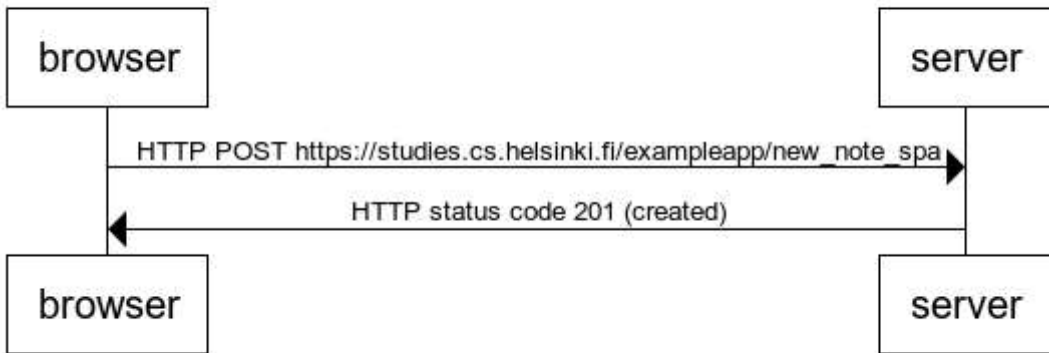 browser
server
HTTP POST https://studies.cs.helsinki.fi/exampleapp/new_note_spa
HTTP status code 201 (created)
browser
server